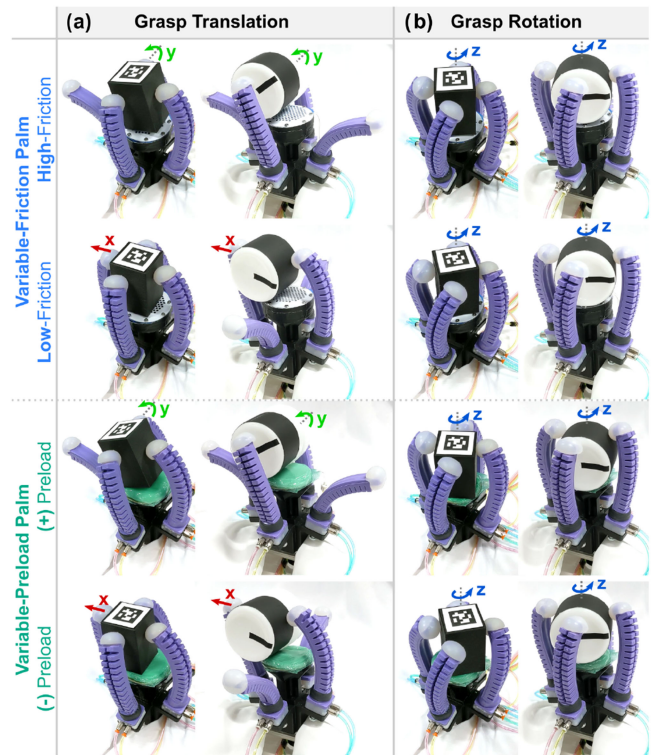 (a) Grasp Translation
(b) Grasp Rotation
Variable-Friction Palm
High-Friction
y
y
z
z
Low-Friction
x
x
z
z
Variable-Preload Palm
(+) Preload
y
y
z
z
(-) Preload
x
x
z
z